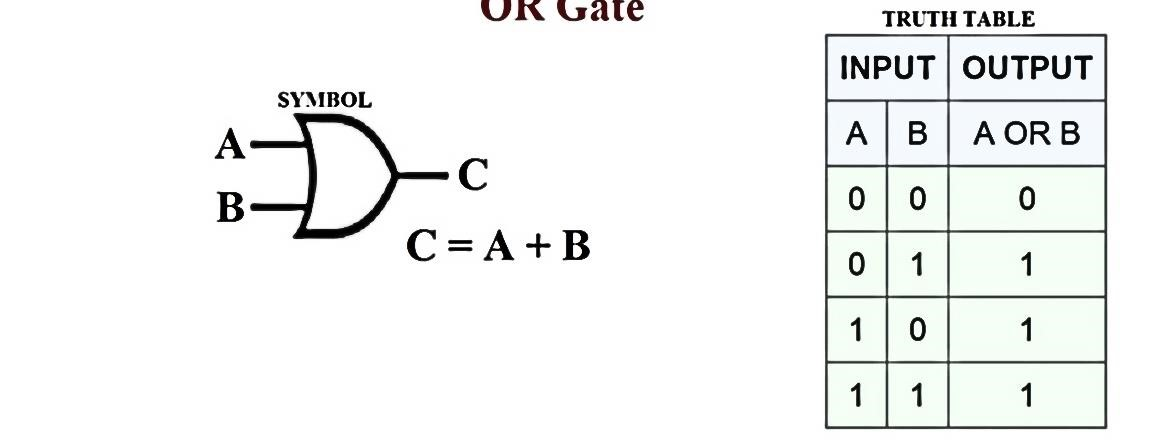 OR Gate
SYMBOL
A
B
C
C = A + B
TRUTH TABLE
INPUT OUTPUT
A B A OR B
0 0 0
0 1 1
1 0 1
1 1 1